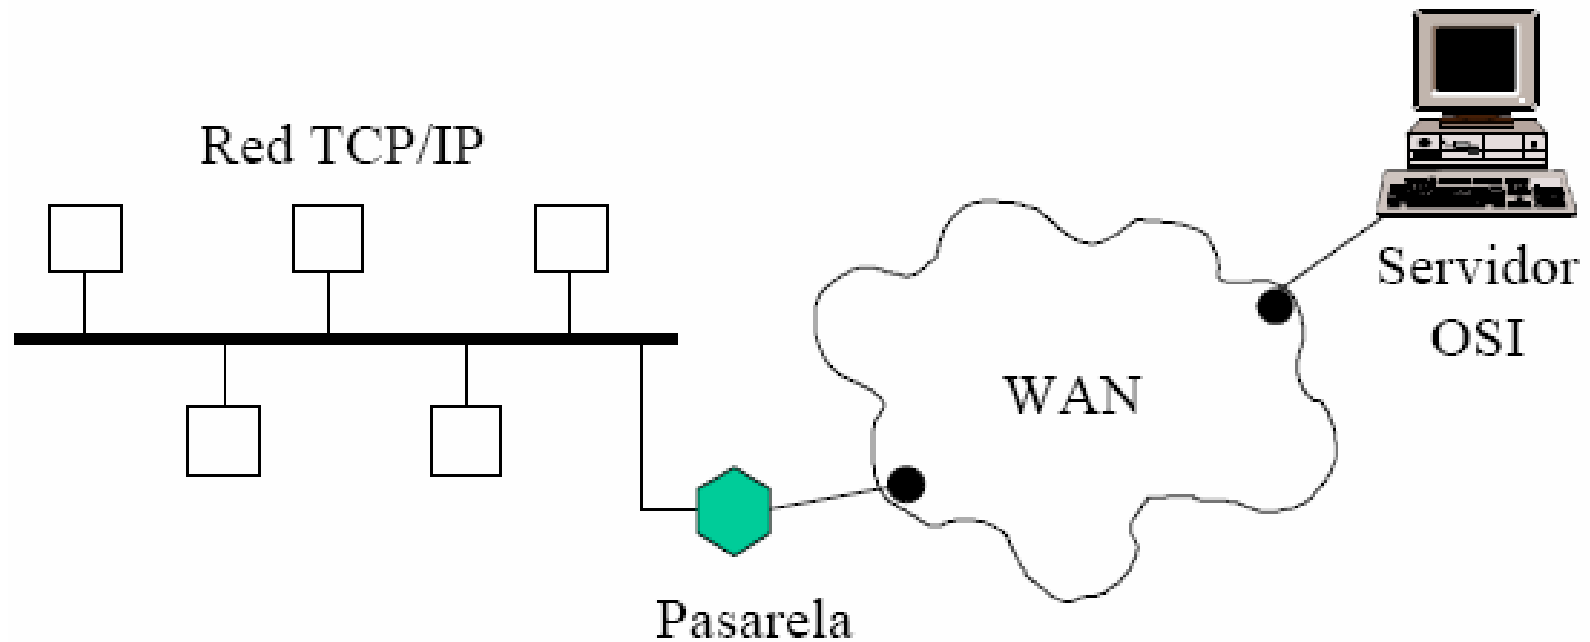 Red TCP/IP
Servidor
OSI
WAN
Pasarela